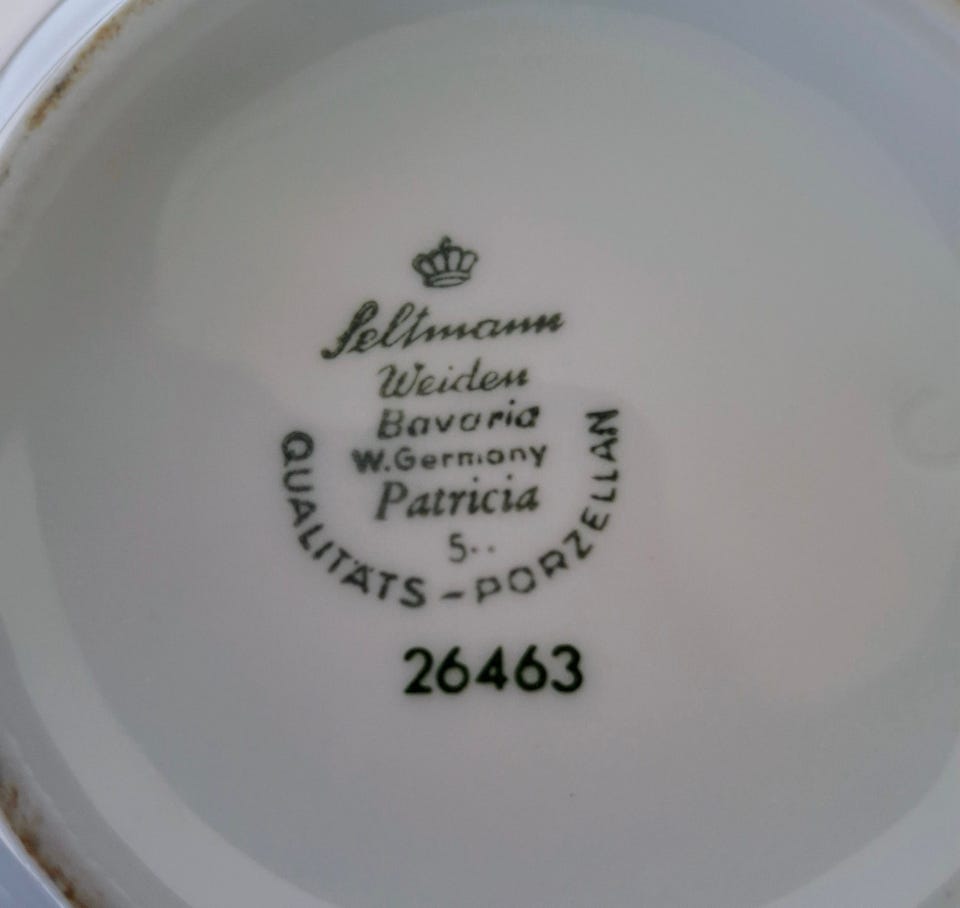 Seltmann
Weiden
Bavaria
W.Germany
Patricia
5..
QUALITÄTS-PORZELLAN
26463